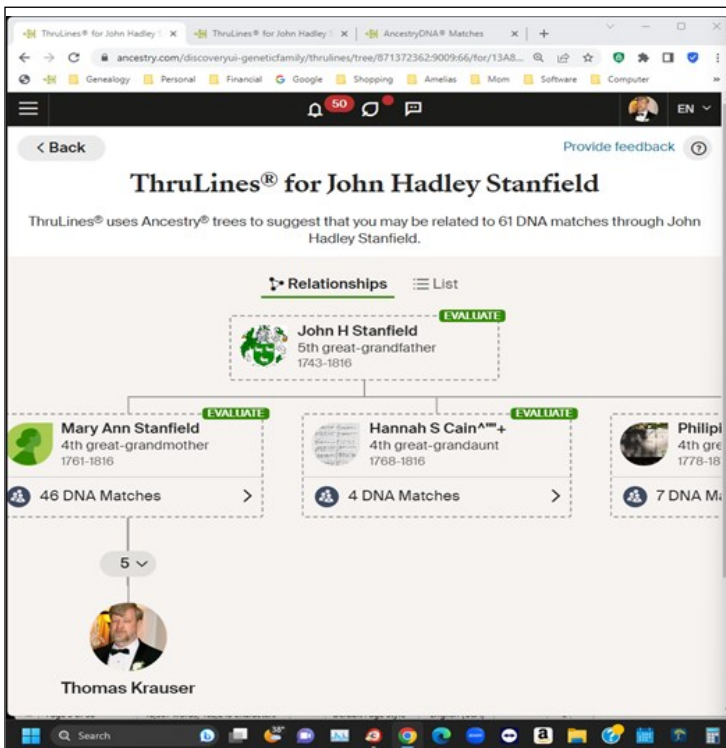 ThruLines® for John Hadley S
ThruLines® for John Hadley S
AncestryDNA® Matches
ancestry.com/discoveryui-geneticfamily/thrulines/tree/871372362:9009:66/for/13A8...
Genealogy Personal Financial Google Shopping Amelias Mom Software Computer
50
EN
< Back
Provide feedback
ThruLines® for John Hadley Stanfield
ThruLines® uses Ancestry® trees to suggest that you may be related to 61 DNA matches through John
Hadley Stanfield.
Relationships List
EVALUATE
John H Stanfield
5th great-grandfather
1743-1816
EVALUATE
Mary Ann Stanfield
4th great-grandmother
1761-1816
46 DNA Matches
EVALUATE
Hannah S Cain^""+
4th great-grandaunt
1768-1816
4 DNA Matches
Philipi
4th gre
1778-18
7 DNA Ma
5
Thomas Krauser
Search
38°